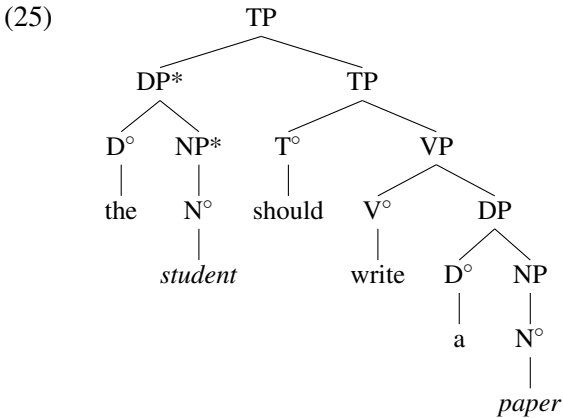 (25) TP
DP* TP
D° NP* T° VP
the N° should V° DP
student write D° NP
a N°
paper